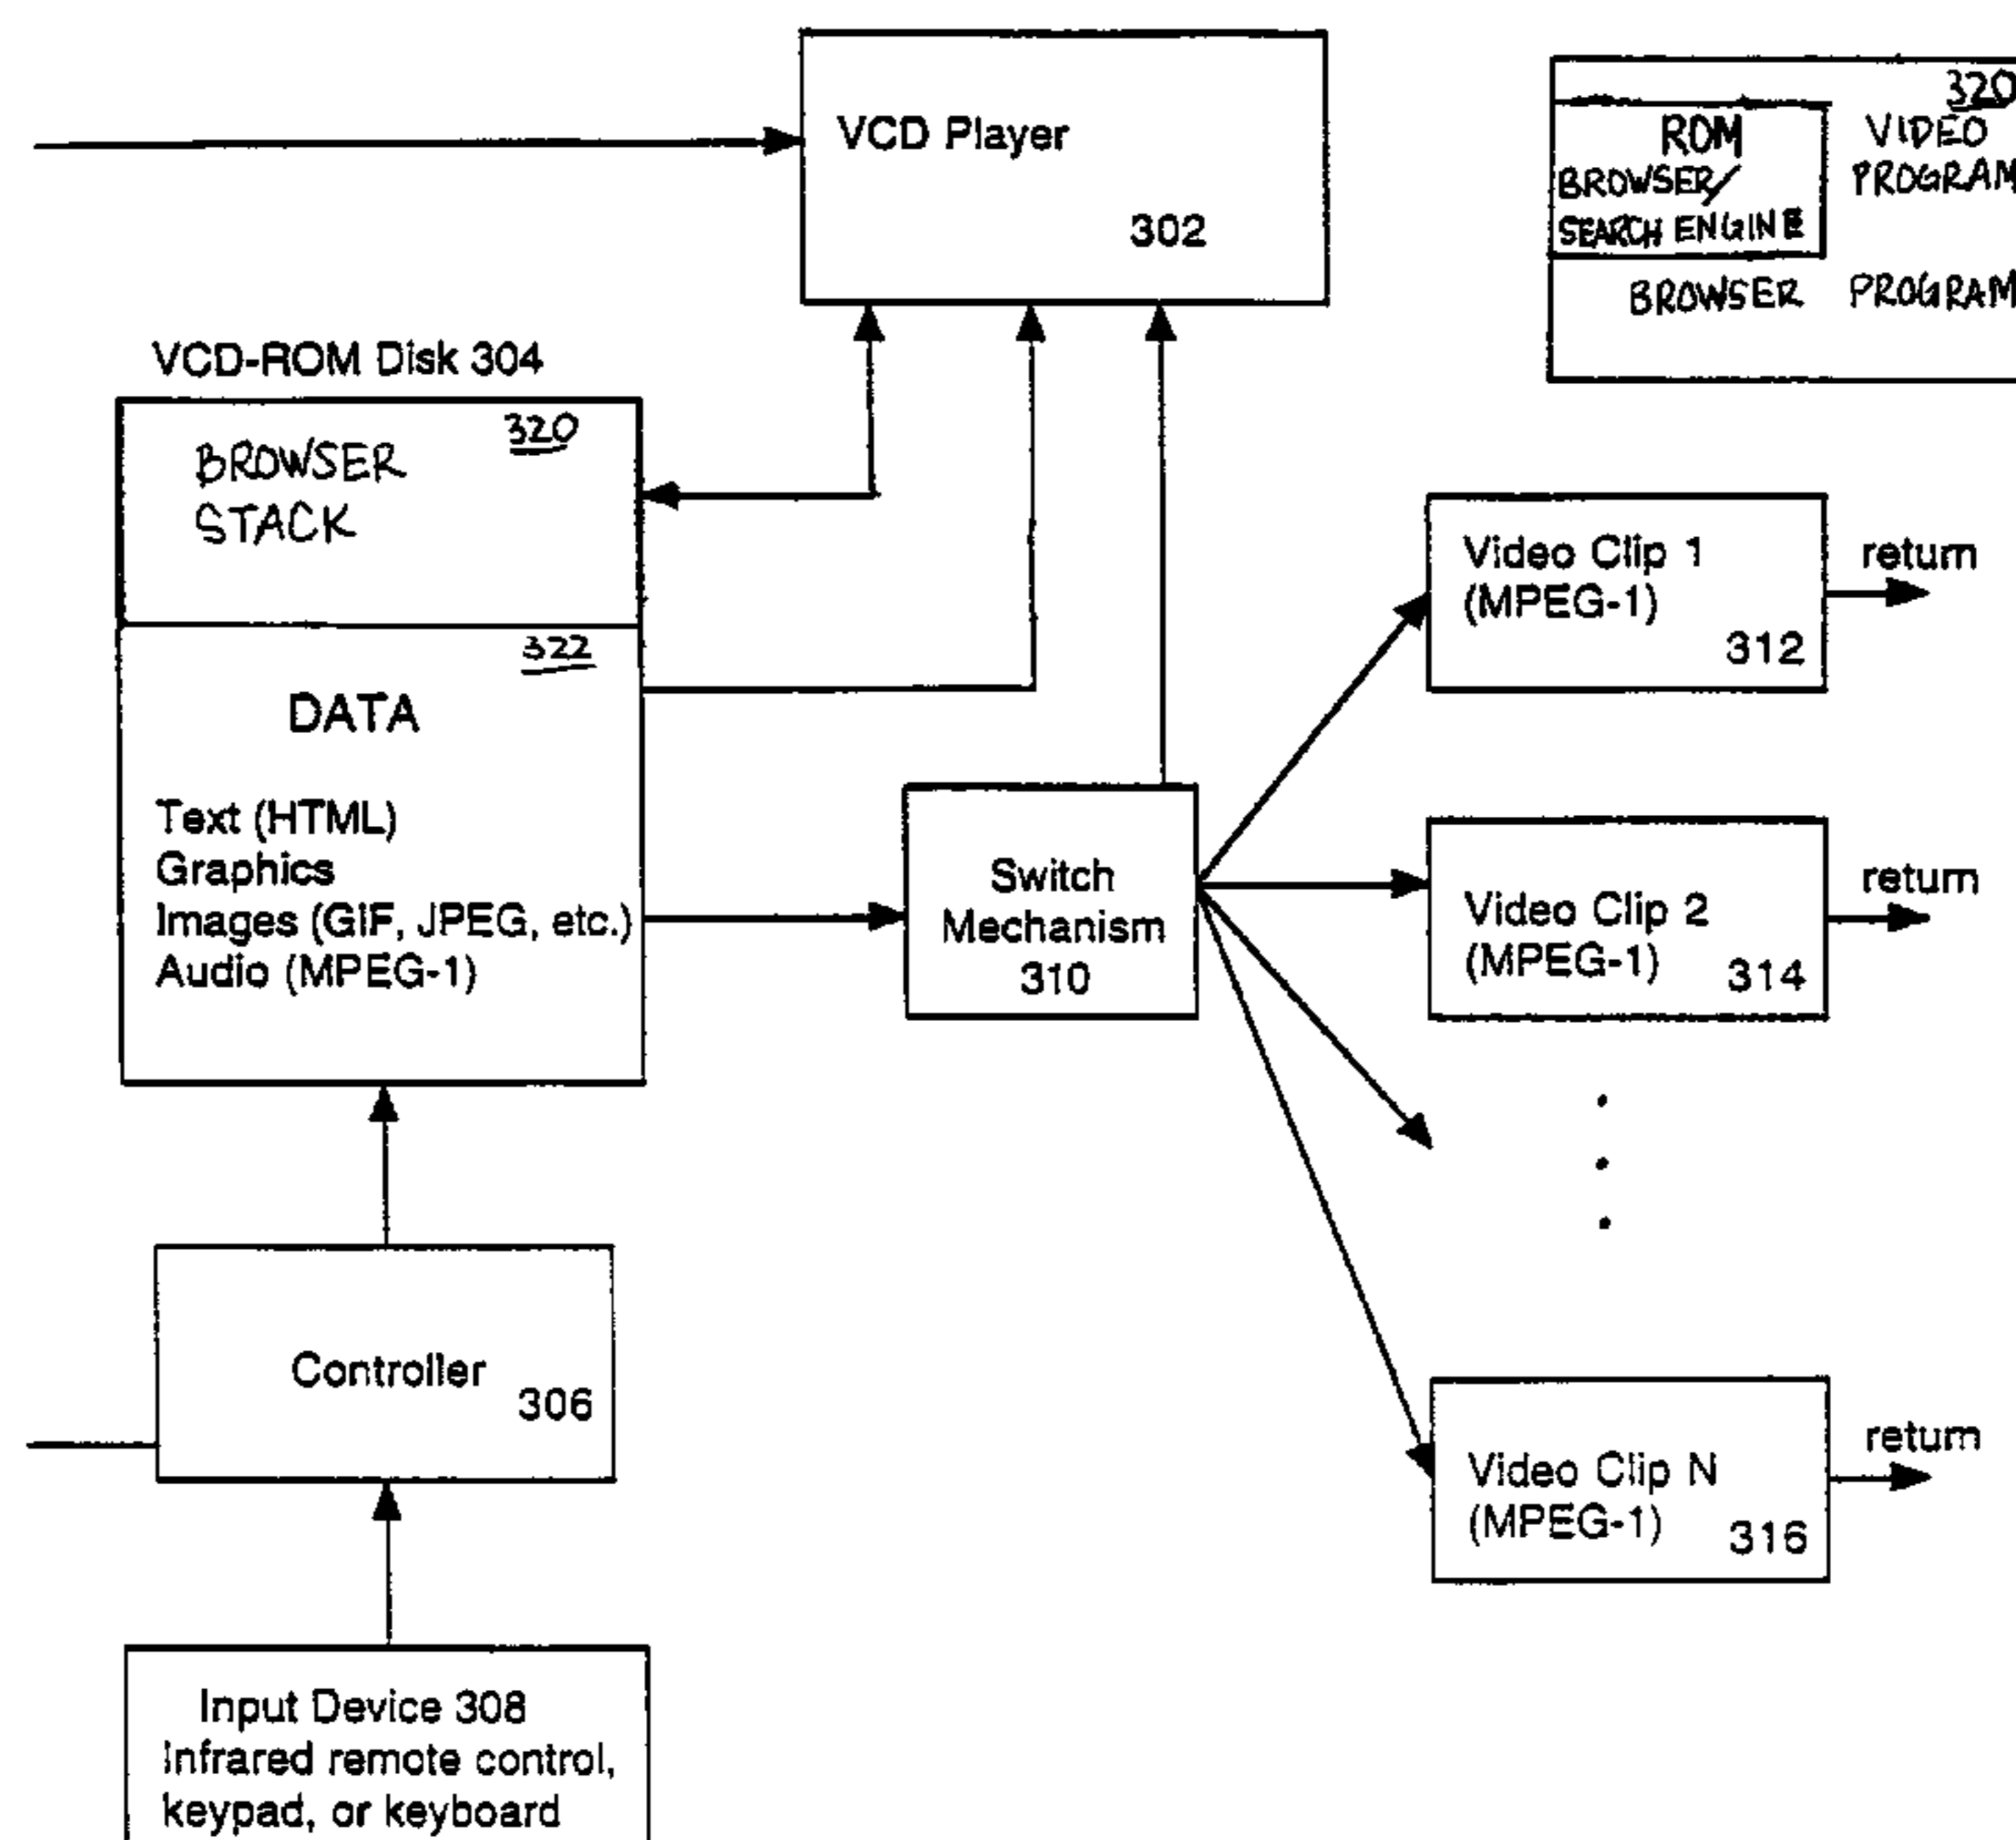 VCD Player
302
320
ROM
BROWSER/
SEARCH ENGINE
VIDEO
PROGRAM
BROWSER PROGRAM
VCD-ROM Disk 304
320
BROWSER
STACK
322
DATA
Text (HTML)
Graphics
Images (GIF, JPEG, etc.)
Audio (MPEG-1)
Switch
Mechanism
310
Video Clip 1
(MPEG-1)
312
return
Video Clip 2
(MPEG-1)
314
return
.
.
.
Video Clip N
(MPEG-1)
316
return
Controller
306
Input Device 308
Infrared remote control,
keypad, or keyboard